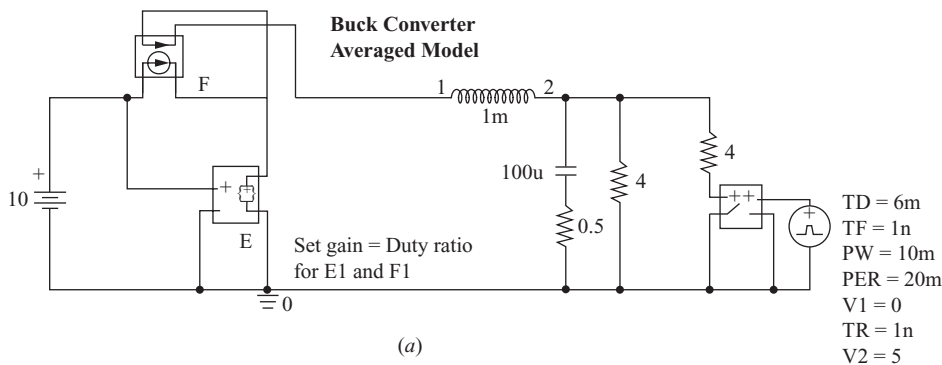 Buck Converter
Averaged Model
F
1
2
1m
+
10
+
+
E
100u
0.5
4
4
++
+
Set gain = Duty ratio
for E1 and F1
0
TD = 6m
TF = 1n
PW = 10m
PER = 20m
V1 = 0
TR = 1n
V2 = 5
(a)